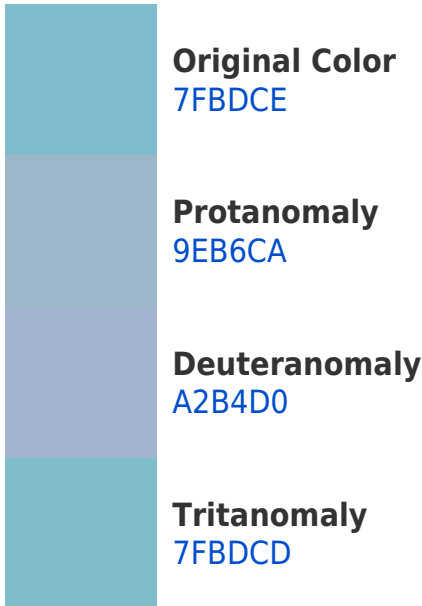 Original Color
7FBDCE
Protanomaly
9EB6CA
Deuteranomaly
A2B4D0
Tritanomaly
7FBDCD